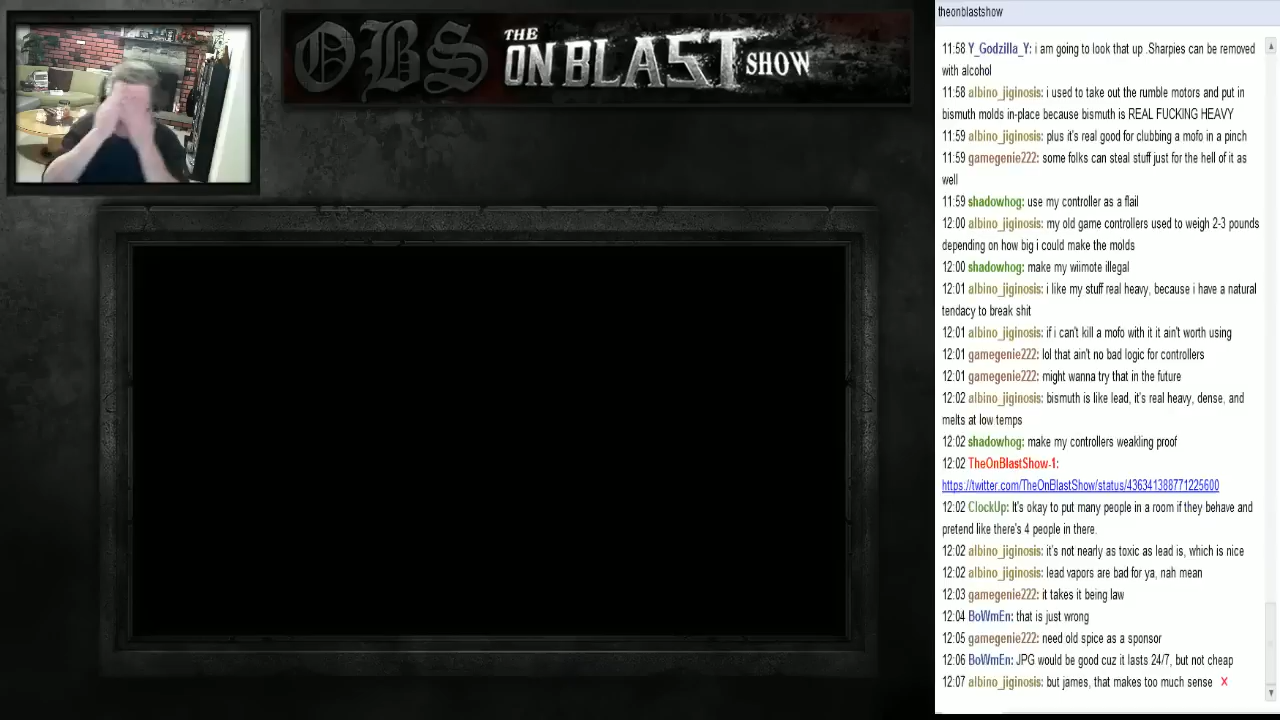 OBS
THE
ON BLAST SHOW
theonblastshow
11:58 Y_Godzilla_Y: i am going to look that up .Sharpies can be removed
with alcohol
11:58 albino_jiginosis: i used to take out the rumble motors and put in
bismuth molds in-place because bismuth is REAL FUCKING HEAVY
11:59 albino_jiginosis: plus it's real good for clubbing a mofo in a pinch
11:59 gamegenie222: some folks can steal stuff just for the hell of it as
well
11:59 shadowhog: use my controller as a flail
12:00 albino_jiginosis: my old game controllers used to weigh 2-3 pounds
depending on how big i could make the molds
12:00 shadowhog: make my wiimote illegal
12:01 albino_jiginosis: i like my stuff real heavy, because i have a natural
tendacy to break shit
12:01 albino_jiginosis: if i can't kill a mofo with it it ain't worth using
12:01 gamegenie222: lol that ain't no bad logic for controllers
12:01 gamegenie222: might wanna try that in the future
12:02 albino_jiginosis: bismuth is like lead, it's real heavy, dense, and
melts at low temps
12:02 shadowhog: make my controllers weakling proof
12:02 TheOnBlastShow-1:
https://twitter.com/TheOnBlastShow/status/436341388771225600
12:02 ClockUp: It's okay to put many people in a room if they behave and
pretend like there's 4 people in there.
12:02 albino_jiginosis: it's not nearly as toxic as lead is, which is nice
12:02 albino_jiginosis: lead vapors are bad for ya, nah mean
12:03 gamegenie222: it takes it being law
12:04 BoWmEn: that is just wrong
12:05 gamegenie222: need old spice as a sponsor
12:06 BoWmEn: JPG would be good cuz it lasts 24/7, but not cheap
12:07 albino_jiginosis: but james, that makes too much sense